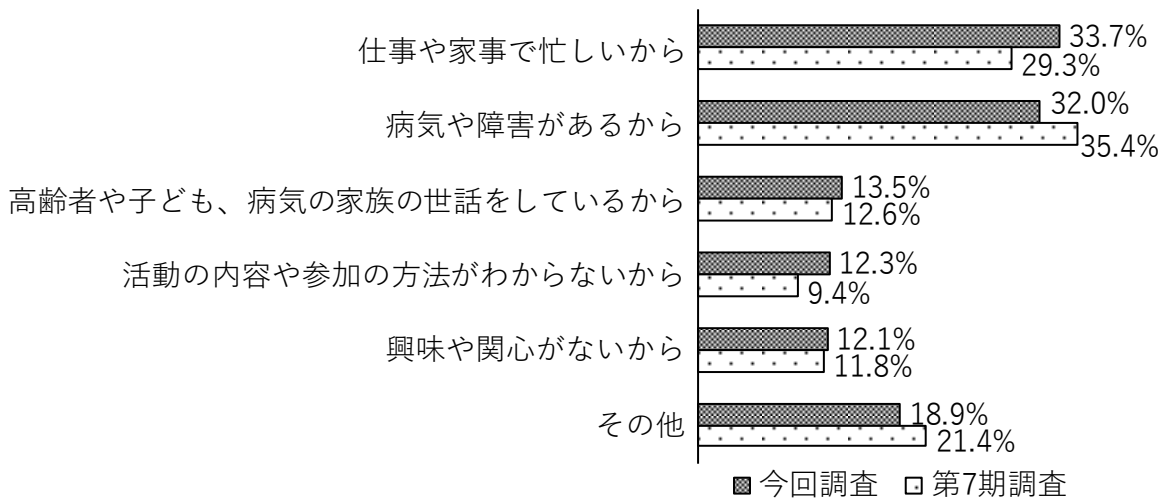 仕事や家事で忙しいから
33.7%
29.3%
病気や障害があるから
32.0%
35.4%
高齢者や子ども、病気の家族の世話をしているから
13.5%
12.6%
活動の内容や参加の方法がわからないから
12.3%
9.4%
興味や関心がないから
12.1%
11.8%
その他
18.9%
21.4%
今回調査 第7期調査